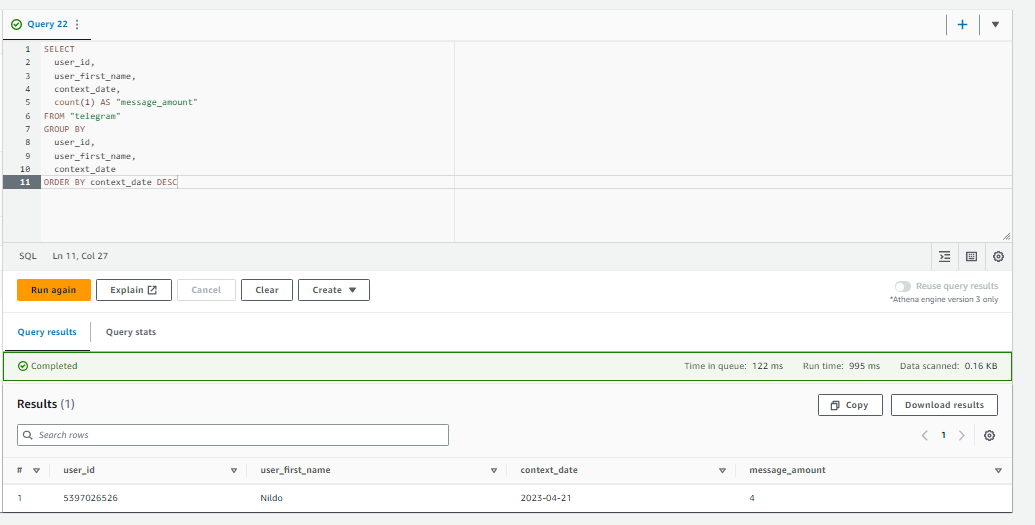 Query 22
1 SELECT
2 user_id,
3 user_first_name,
4 context_date,
5 count(1) AS "message_amount"
6 FROM "telegram"
7 GROUP BY
8 user_id,
9 user_first_name,
10 context_date
11 ORDER BY context_date DESC
SQL Ln 11, Col 27
Run again Explain Cancel Clear Create Reuse query results
*Athena engine version 3 only
Query results Query stats
Completed Time in queue: 122 ms Run time: 995 ms Data scanned: 0.16 KB
Results (1) Copy Download results
Search rows 1
# user_id user_first_name context_date message_amount
1 5397026526 Nildo 2023-04-21 4